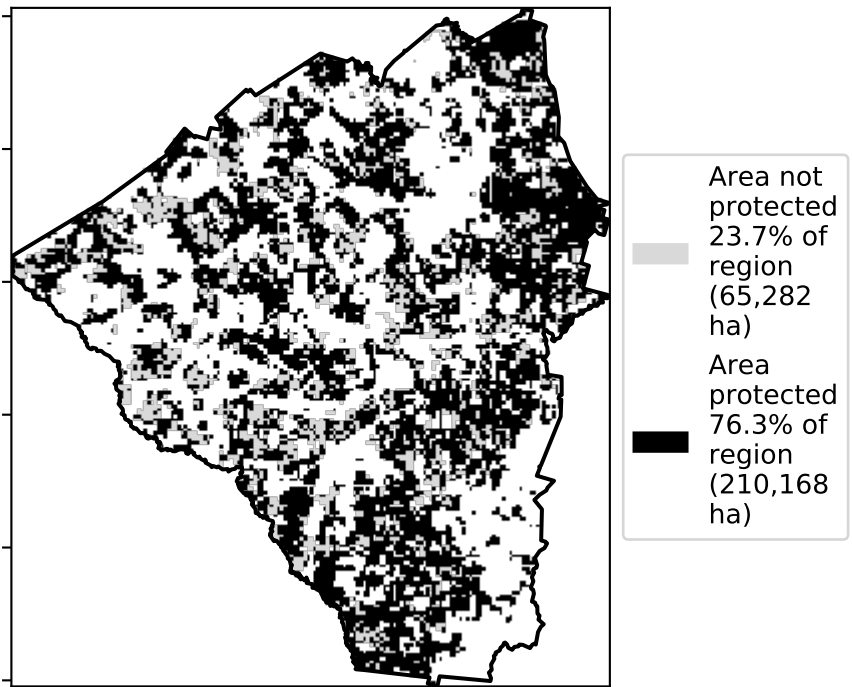 Area not
protected
23.7% of
region
(65,282
ha)
Area
protected
76.3% of
region
(210,168
ha)